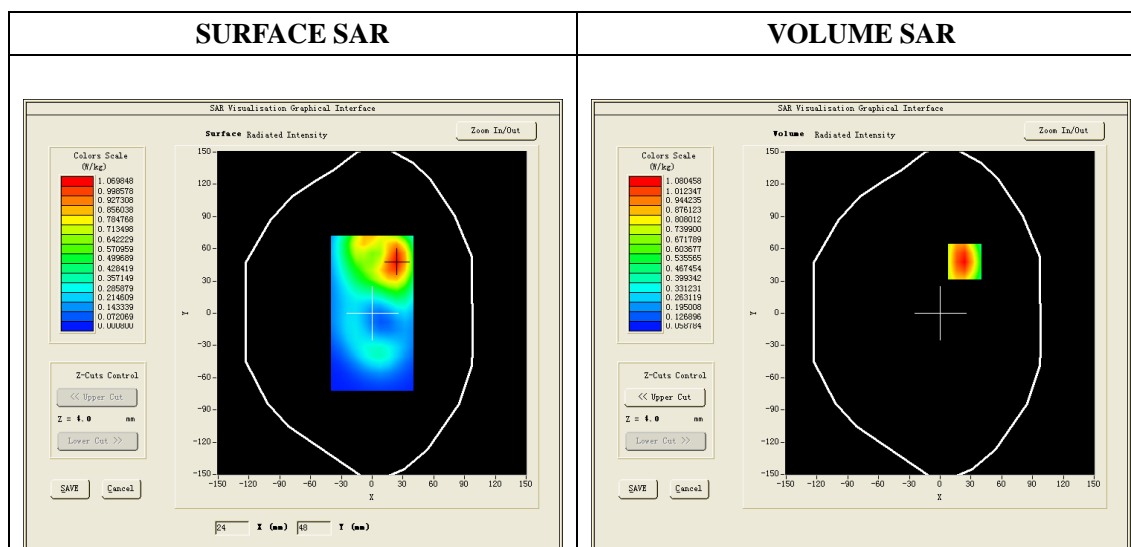 SURFACE SAR
VOLUME SAR
SAR Visualisation Graphical Interface
Surface Radiated Intensity
Zoom In/Out
Colors Scale
(W/kg)
1.069848
0.998578
0.927308
0.856038
0.784768
0.713498
0.642229
0.570959
0.499689
0.428419
0.357149
0.285879
0.214609
0.143339
0.072069
0.000800
150
120
90
60
30
0
-30
-60
-90
-120
-150
Y
-150 -120 -90 -60 -30 0 30 60 90 120 150
X
Z-Cuts Control
<< Upper Cut
Z = 4.0 mm
Lower Cut >>
SAVE
Cancel
24 X (mm) 48 Y (mm)
SAR Visualisation Graphical Interface
Volume Radiated Intensity
Zoom In/Out
Colors Scale
(W/kg)
1.080458
1.012347
0.944235
0.876123
0.808012
0.739900
0.671789
0.603677
0.535565
0.467454
0.399342
0.331231
0.263119
0.195008
0.126896
0.058784
150
120
90
60
30
0
-30
-60
-90
-120
-150
Y
-150 -120 -90 -60 -30 0 30 60 90 120 150
X
Z-Cuts Control
<< Upper Cut
Z = 4.0 mm
Lower Cut >>
SAVE
Cancel